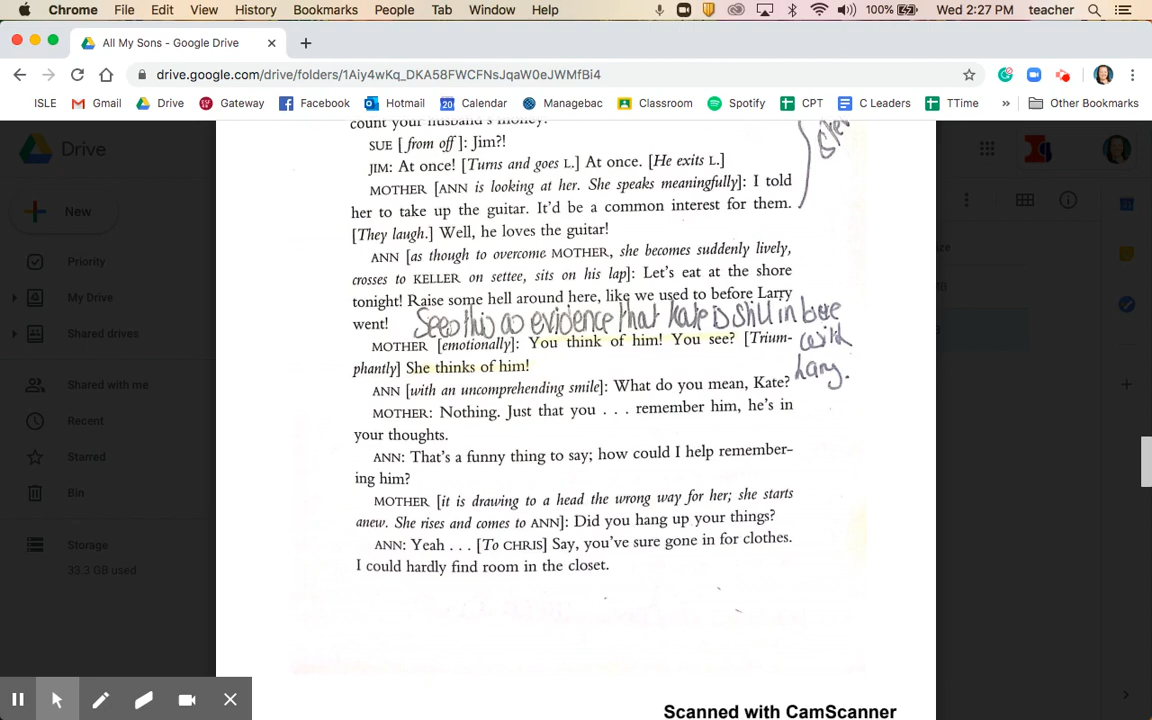 Chrome File Edit View History Bookmarks People Tab Window Help 100% Wed 2:27 PM teacher
All My Sons - Google Drive
drive.google.com/drive/folders/1Aiy4wKq_DKA58FWCFNsJqaW0eJWMfBi4
ISLE Gmail Drive Gateway Facebook Hotmail Calendar Managebac Classroom Spotify CPT C Leaders TTime » Other Bookmarks
Drive
New
Priority
My Drive
Shared drives
Shared with me
Recent
Starred
Bin
Storage
33.3 GB used
count your husband's money?
SUE [from off]: Jim?!
JIM: At once! [Turns and goes L.] At once. [He exits L.]
MOTHER [ANN is looking at her. She speaks meaningfully]: I told
her to take up the guitar. It'd be a common interest for them.
[They laugh.] Well, he loves the guitar!
ANN [as though to overcome MOTHER, she becomes suddenly lively,
crosses to KELLER on settee, sits on his lap]: Let's eat at the shore
tonight! Raise some hell around here, like we used to before Larry
went!
Sees this as evidence that Kate is still in
with
Larry.
MOTHER [emotionally]: You think of him! You see? [Trium-
phantly] She thinks of him!
ANN [with an uncomprehending smile]: What do you mean, Kate?
MOTHER: Nothing. Just that you . . . remember him, he's in
your thoughts.
ANN: That's a funny thing to say; how could I help remember-
ing him?
MOTHER [it is drawing to a head the wrong way for her; she starts
anew. She rises and comes to ANN]: Did you hang up your things?
ANN: Yeah . . . [To CHRIS] Say, you've sure gone in for clothes.
I could hardly find room in the closet.
Scanned with CamScanner